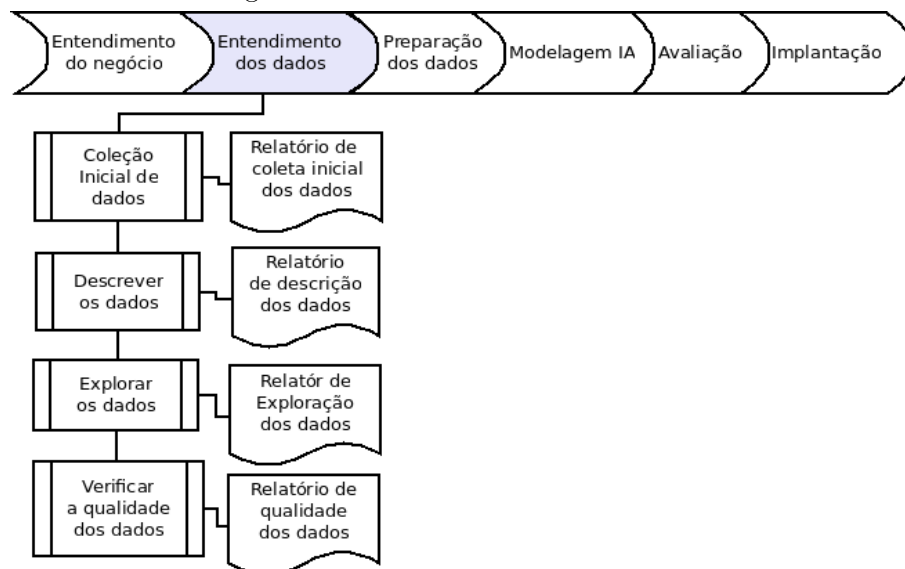 Entendimento
do negócio
Entendimento
dos dados
Preparação
dos dados
Modelagem IA
Avaliação
Implantação
Coleção
Inicial de
dados
Relatório de
coleta inicial
dos dados
Descrever
os dados
Relatório
de descrição
dos dados
Explorar
os dados
Relatór de
Exploração
dos dados
Verificar
a qualidade
dos dados
Relatório de
qualidade
dos dados